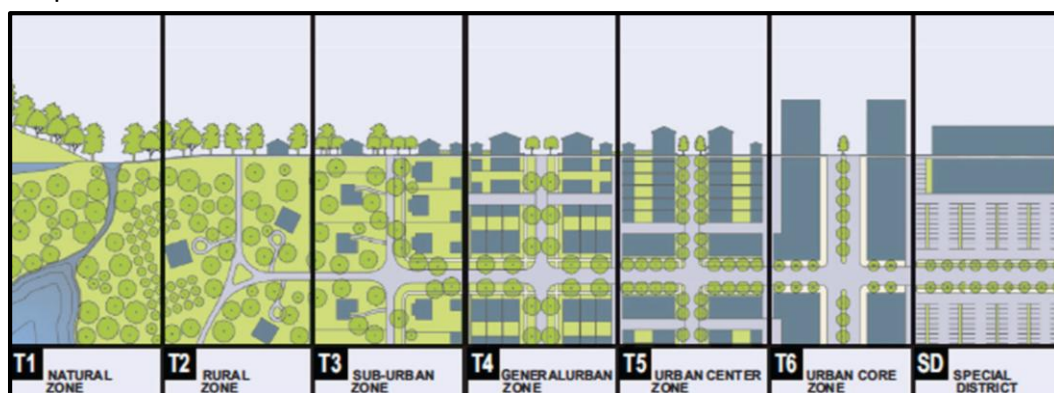 T1 NATURAL
ZONE
T2 RURAL
ZONE
T3 SUB-URBAN
ZONE
T4 GENERALURBAN
ZONE
T5 URBAN CENTER
ZONE
T6 URBAN CORE
ZONE
SD SPECIAL
DISTRICT